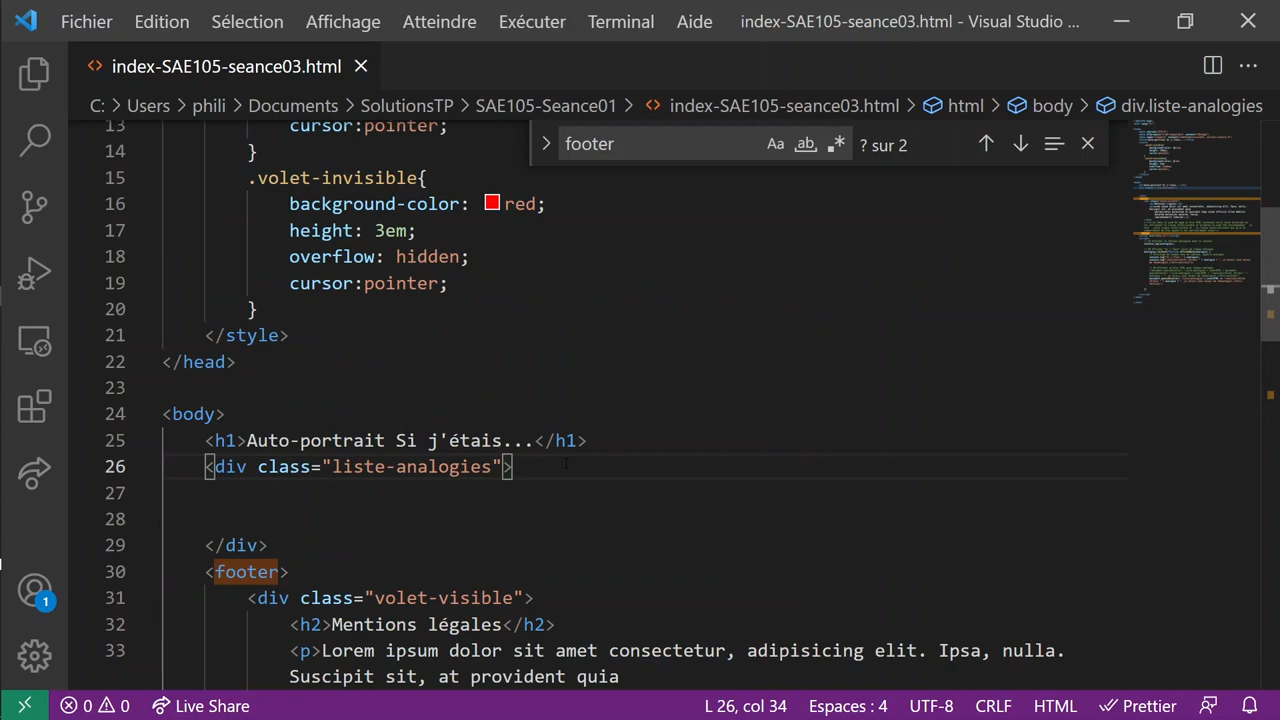 Fichier Edition Sélection Affichage Atteindre Exécuter Terminal Aide index-SAE105-seance03.html - Visual Studio ...
index-SAE105-seance03.html
C: > Users > phili > Documents > SolutionsTP > SAE105-Seance01 > index-SAE105-seance03.html > html > body > div.liste-analogies
footer Aa ab .* ? sur 2
13 cursor:pointer;
14 }
15 .volet-invisible{
16 background-color: red;
17 height: 3em;
18 overflow: hidden;
19 cursor:pointer;
20 }
21 </style>
22 </head>
23
24 <body>
25 <h1>Auto-portrait Si j'étais...</h1>
26 <div class="liste-analogies">
27
28
29 </div>
30 <footer>
31 <div class="volet-visible">
32 <h2>Mentions légales</h2>
33 <p>Lorem ipsum dolor sit amet consectetur, adipisicing elit. Ipsa, nulla.
Suscipit sit, at provident quia
1
0 0 Live Share L 26, col 34 Espaces : 4 UTF-8 CRLF HTML Prettier